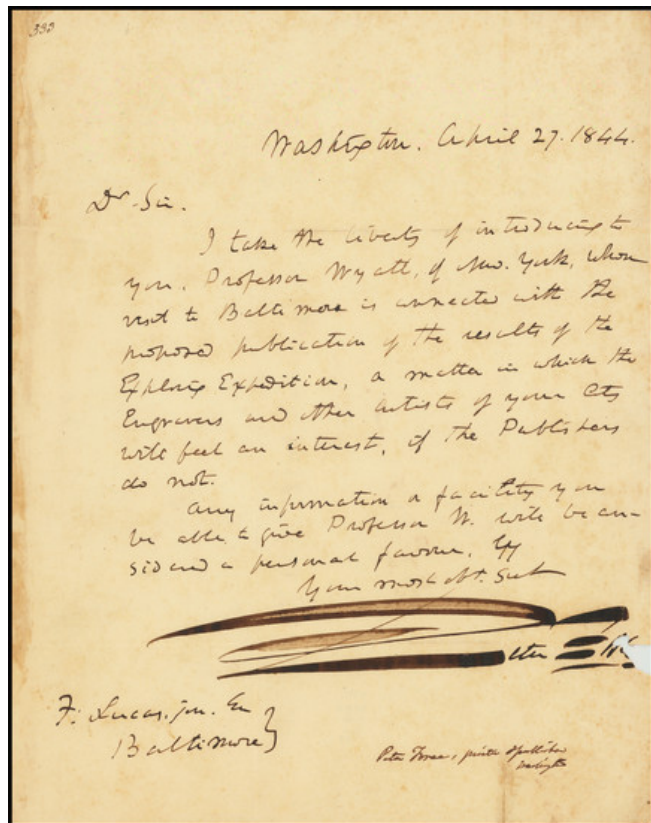 333
Washington. April 27. 1844.
Dr. Sir.
I take the liberty of introducing to
you, Professor Wyatt, of New. York, whose
visit to Baltimore is connected with the
proposed publication of the results of the
Exploring Expedition, a matter in which the
Engravers and other artists of your City
will feel an interest, if the Publishers
do not.
Any information or facility you
be able to give Professor W. will be con-
sidered a personal favour, by
Your most obt. Sert
F: Lucas. jun. Esq
Baltimore}
Peter Force, printer & publisher
Washington